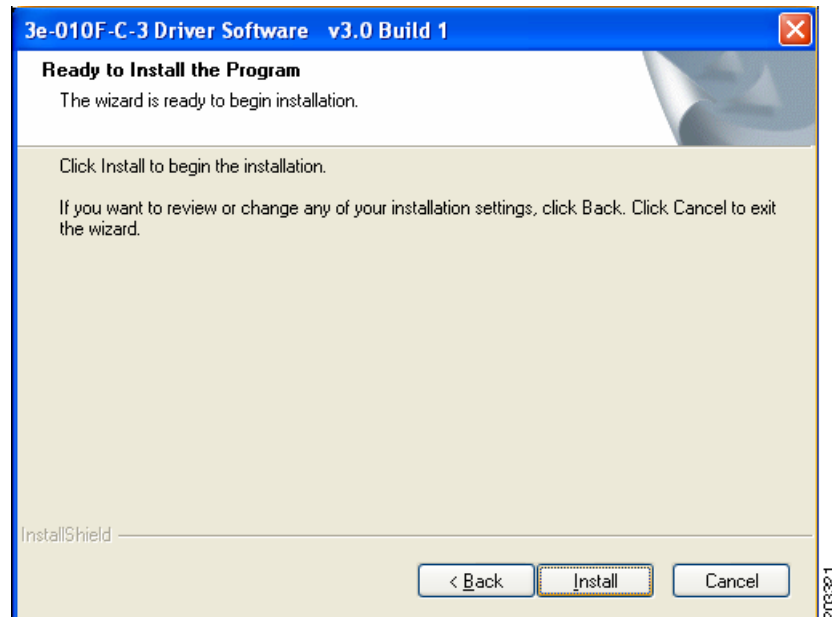 3e-010F-C-3 Driver Software v3.0 Build 1
Ready to Install the Program
The wizard is ready to begin installation.
Click Install to begin the installation.
If you want to review or change any of your installation settings, click Back. Click Cancel to exit
the wizard.
InstallShield
< Back
Install
Cancel
203321